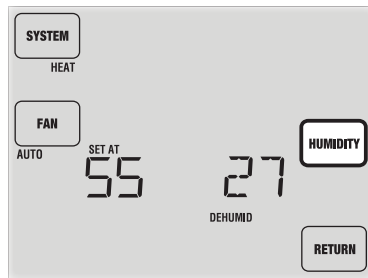 SYSTEM
HEAT
FAN
AUTO
SET AT
55
27
DEHUMID
HUMIDITY
RETURN